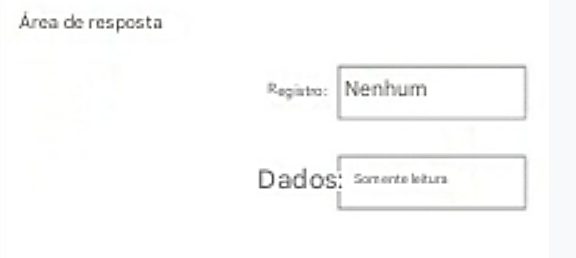 Área de resposta
Registro: Nenhum
Dados: Somente leitura